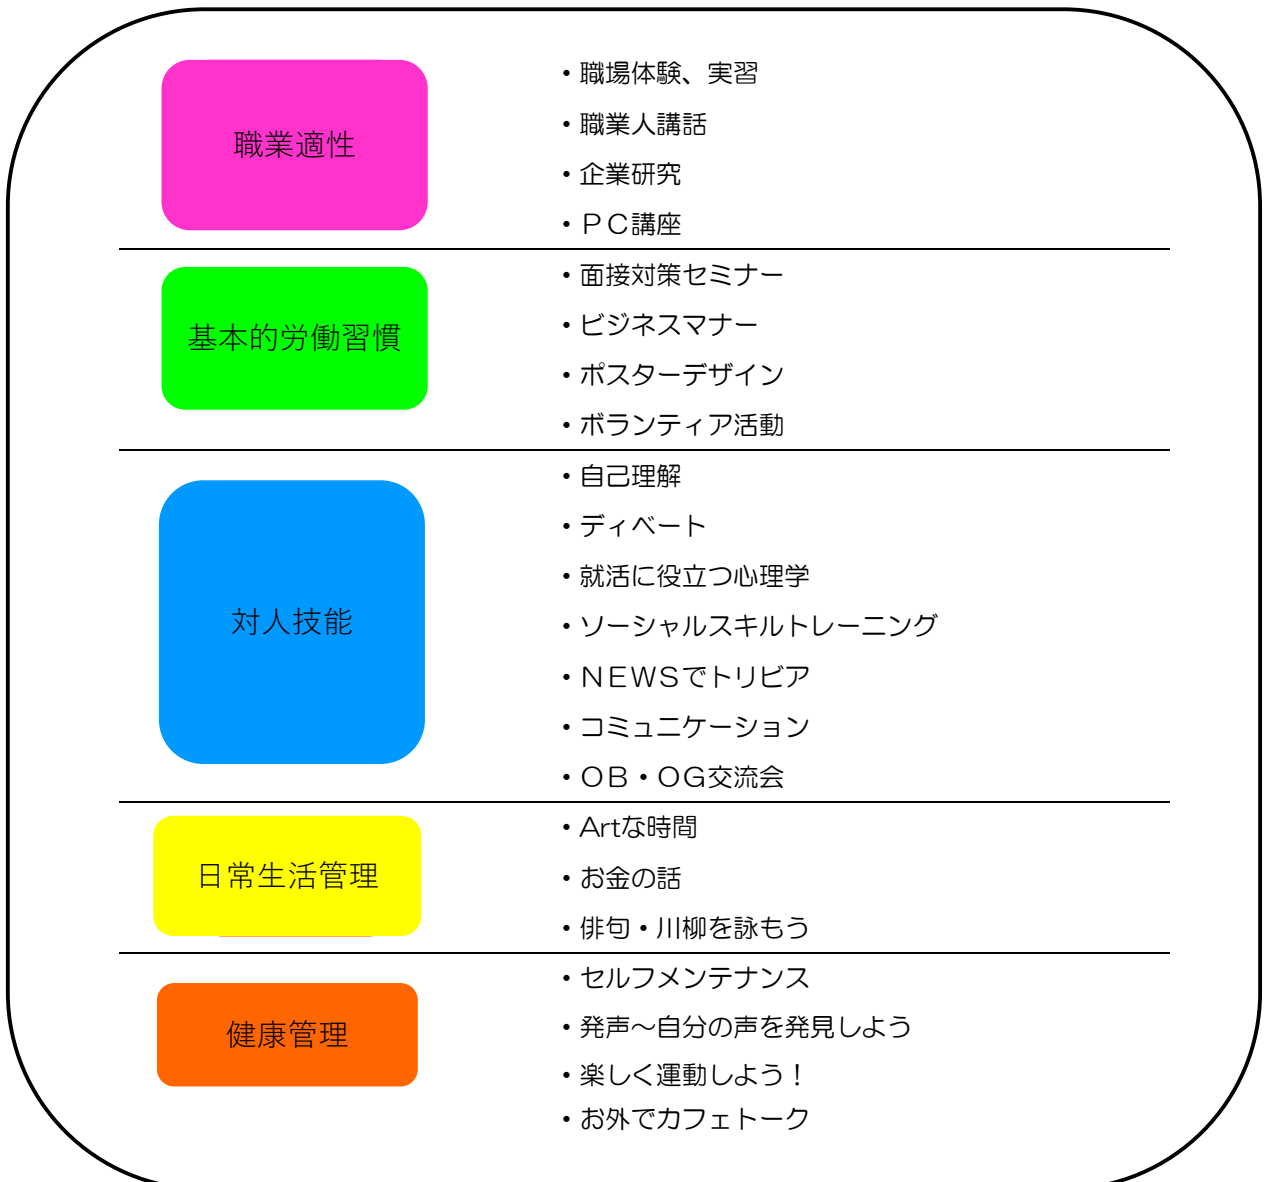 職業適性
・職場体験、実習
・職業人講話
・企業研究
・ＰＣ講座
基本的労働習慣
・面接対策セミナー
・ビジネスマナー
・ポスターデザイン
・ボランティア活動
対人技能
・自己理解
・ディベート
・就活に役立つ心理学
・ソーシャルスキルトレーニング
・ＮＥＷＳでトリビア
・コミュニケーション
・ＯＢ・ＯＧ交流会
日常生活管理
・Artな時間
・お金の話
・俳句・川柳を詠もう
健康管理
・セルフメンテナンス
・発声～自分の声を発見しよう
・楽しく運動しよう！
・お外でカフェトーク